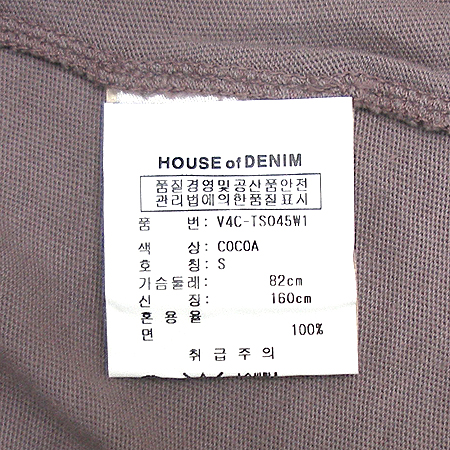 HOUSE of DENIM
품질경영및공산품안전
관리법에의한품질표시
품 번: V4C-TS045W1
색 상: COCOA
호 칭: S
가슴둘레: 82cm
신 장: 160cm
혼 용 율
면 100%
취 급 주 의